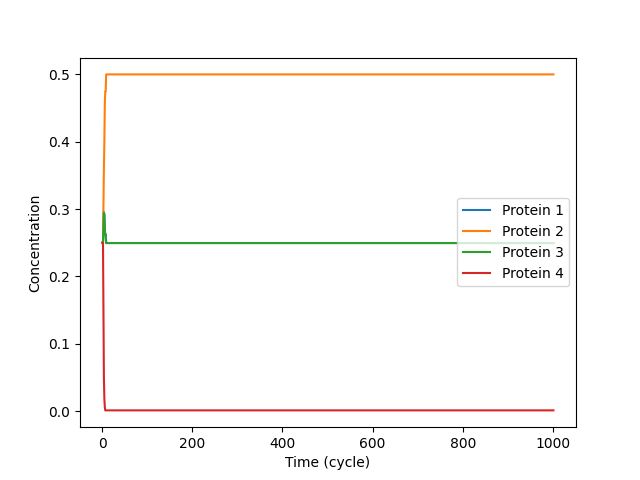 0.5
0.4
0.3
0.2
0.1
0.0
Concentration
0 200 400 600 800 1000
Time (cycle)
Protein 1
Protein 2
Protein 3
Protein 4